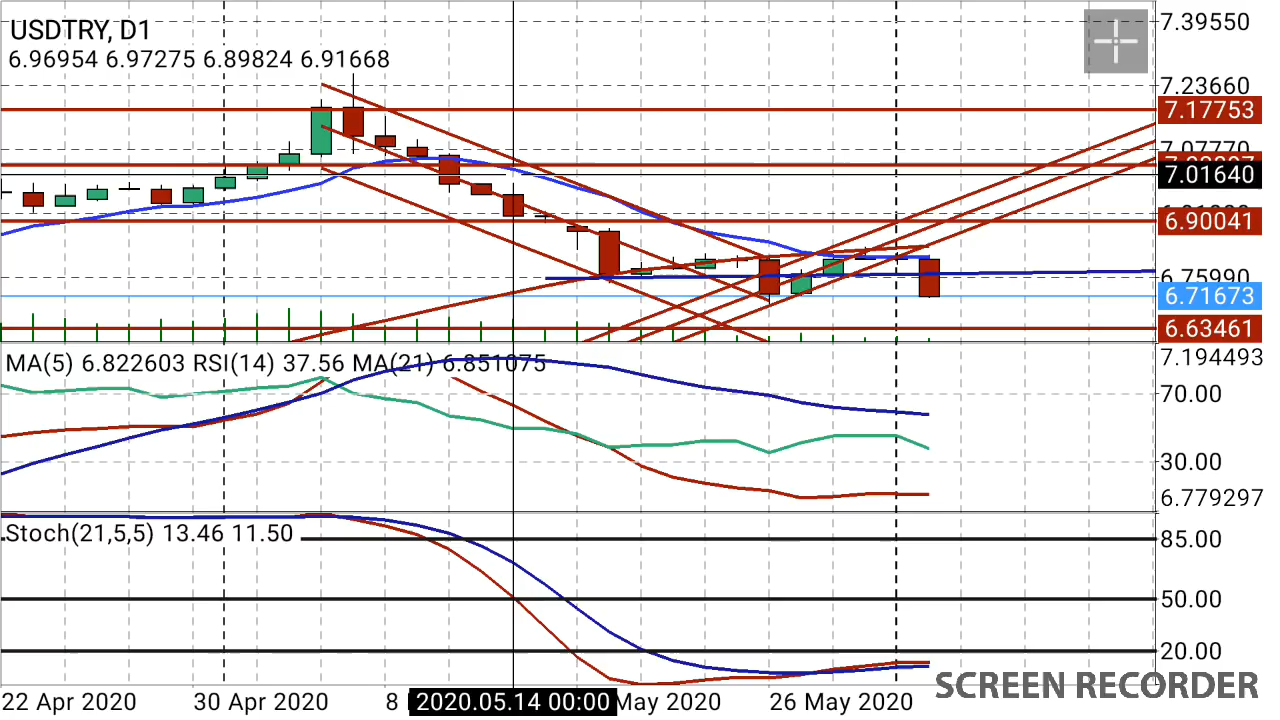 USDTRY, D1
6.96954 6.97275 6.89824 6.91668
7.39550
7.23660
7.17753
7.07770
7.01640
6.90041
6.75990
6.71673
6.63461
MA(5) 6.822603 RSI(14) 37.56 MA(21) 6.851075
7.194493
70.00
30.00
6.779297
Stoch(21,5,5) 13.46 11.50
85.00
50.00
20.00
22 Apr 2020 30 Apr 2020 8 2020.05.14 00:00 May 2020 26 May 2020
SCREEN RECORDER